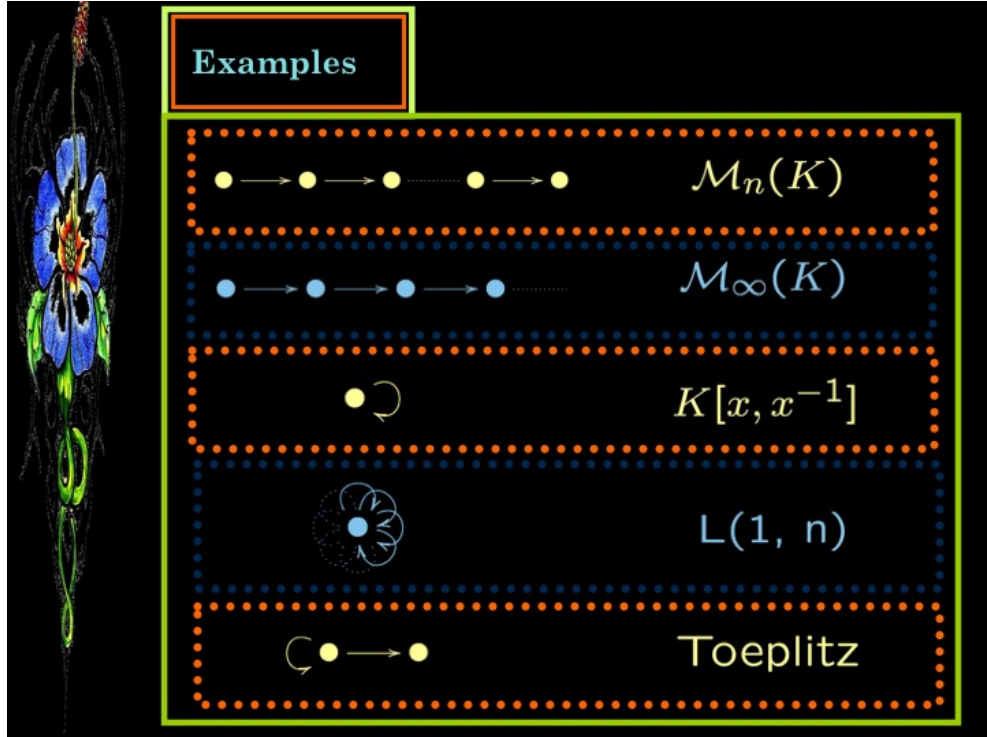 Examples
ℳₙ(K)
ℳ∞(K)
K[x, x⁻¹]
L(1, n)
Toeplitz